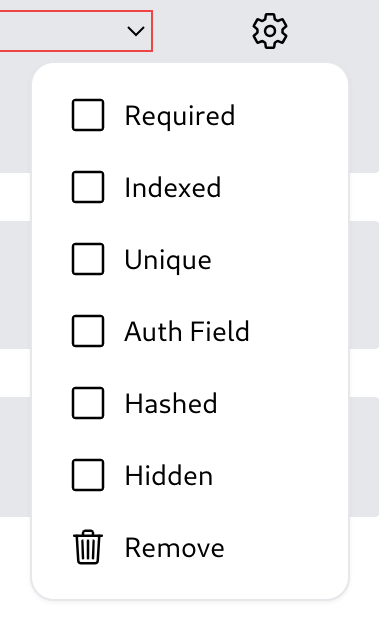 Required
Indexed
Unique
Auth Field
Hashed
Hidden
Remove